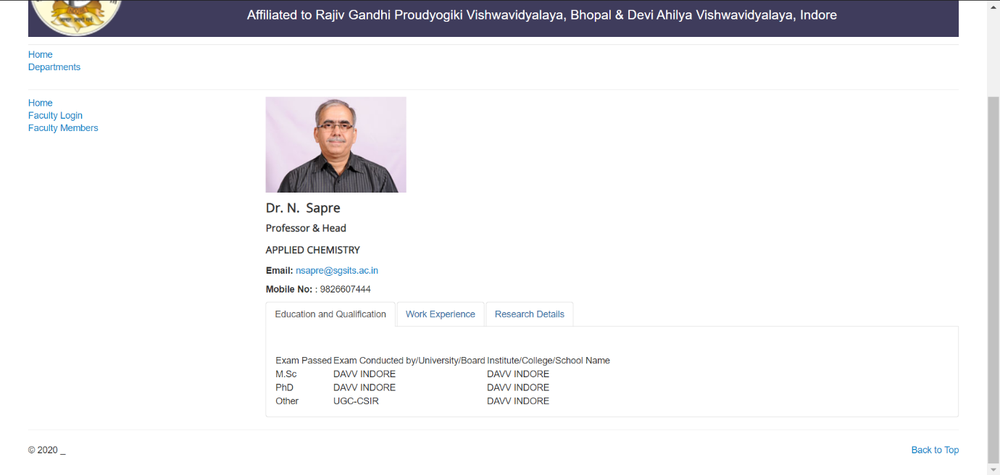 Affiliated to Rajiv Gandhi Proudyogiki Vishwavidyalaya, Bhopal & Devi Ahilya Vishwavidyalaya, Indore
Home
Departments
Home
Faculty Login
Faculty Members
Dr. N. Sapre
Professor & Head
APPLIED CHEMISTRY
Email: nsapre@sgsits.ac.in
Mobile No: : 9826607444
Education and Qualification Work Experience Research Details
Exam Passed Exam Conducted by/University/Board Institute/College/School Name
M.Sc DAVV INDORE DAVV INDORE
PhD DAVV INDORE DAVV INDORE
Other UGC-CSIR DAVV INDORE
© 2020 _ Back to Top